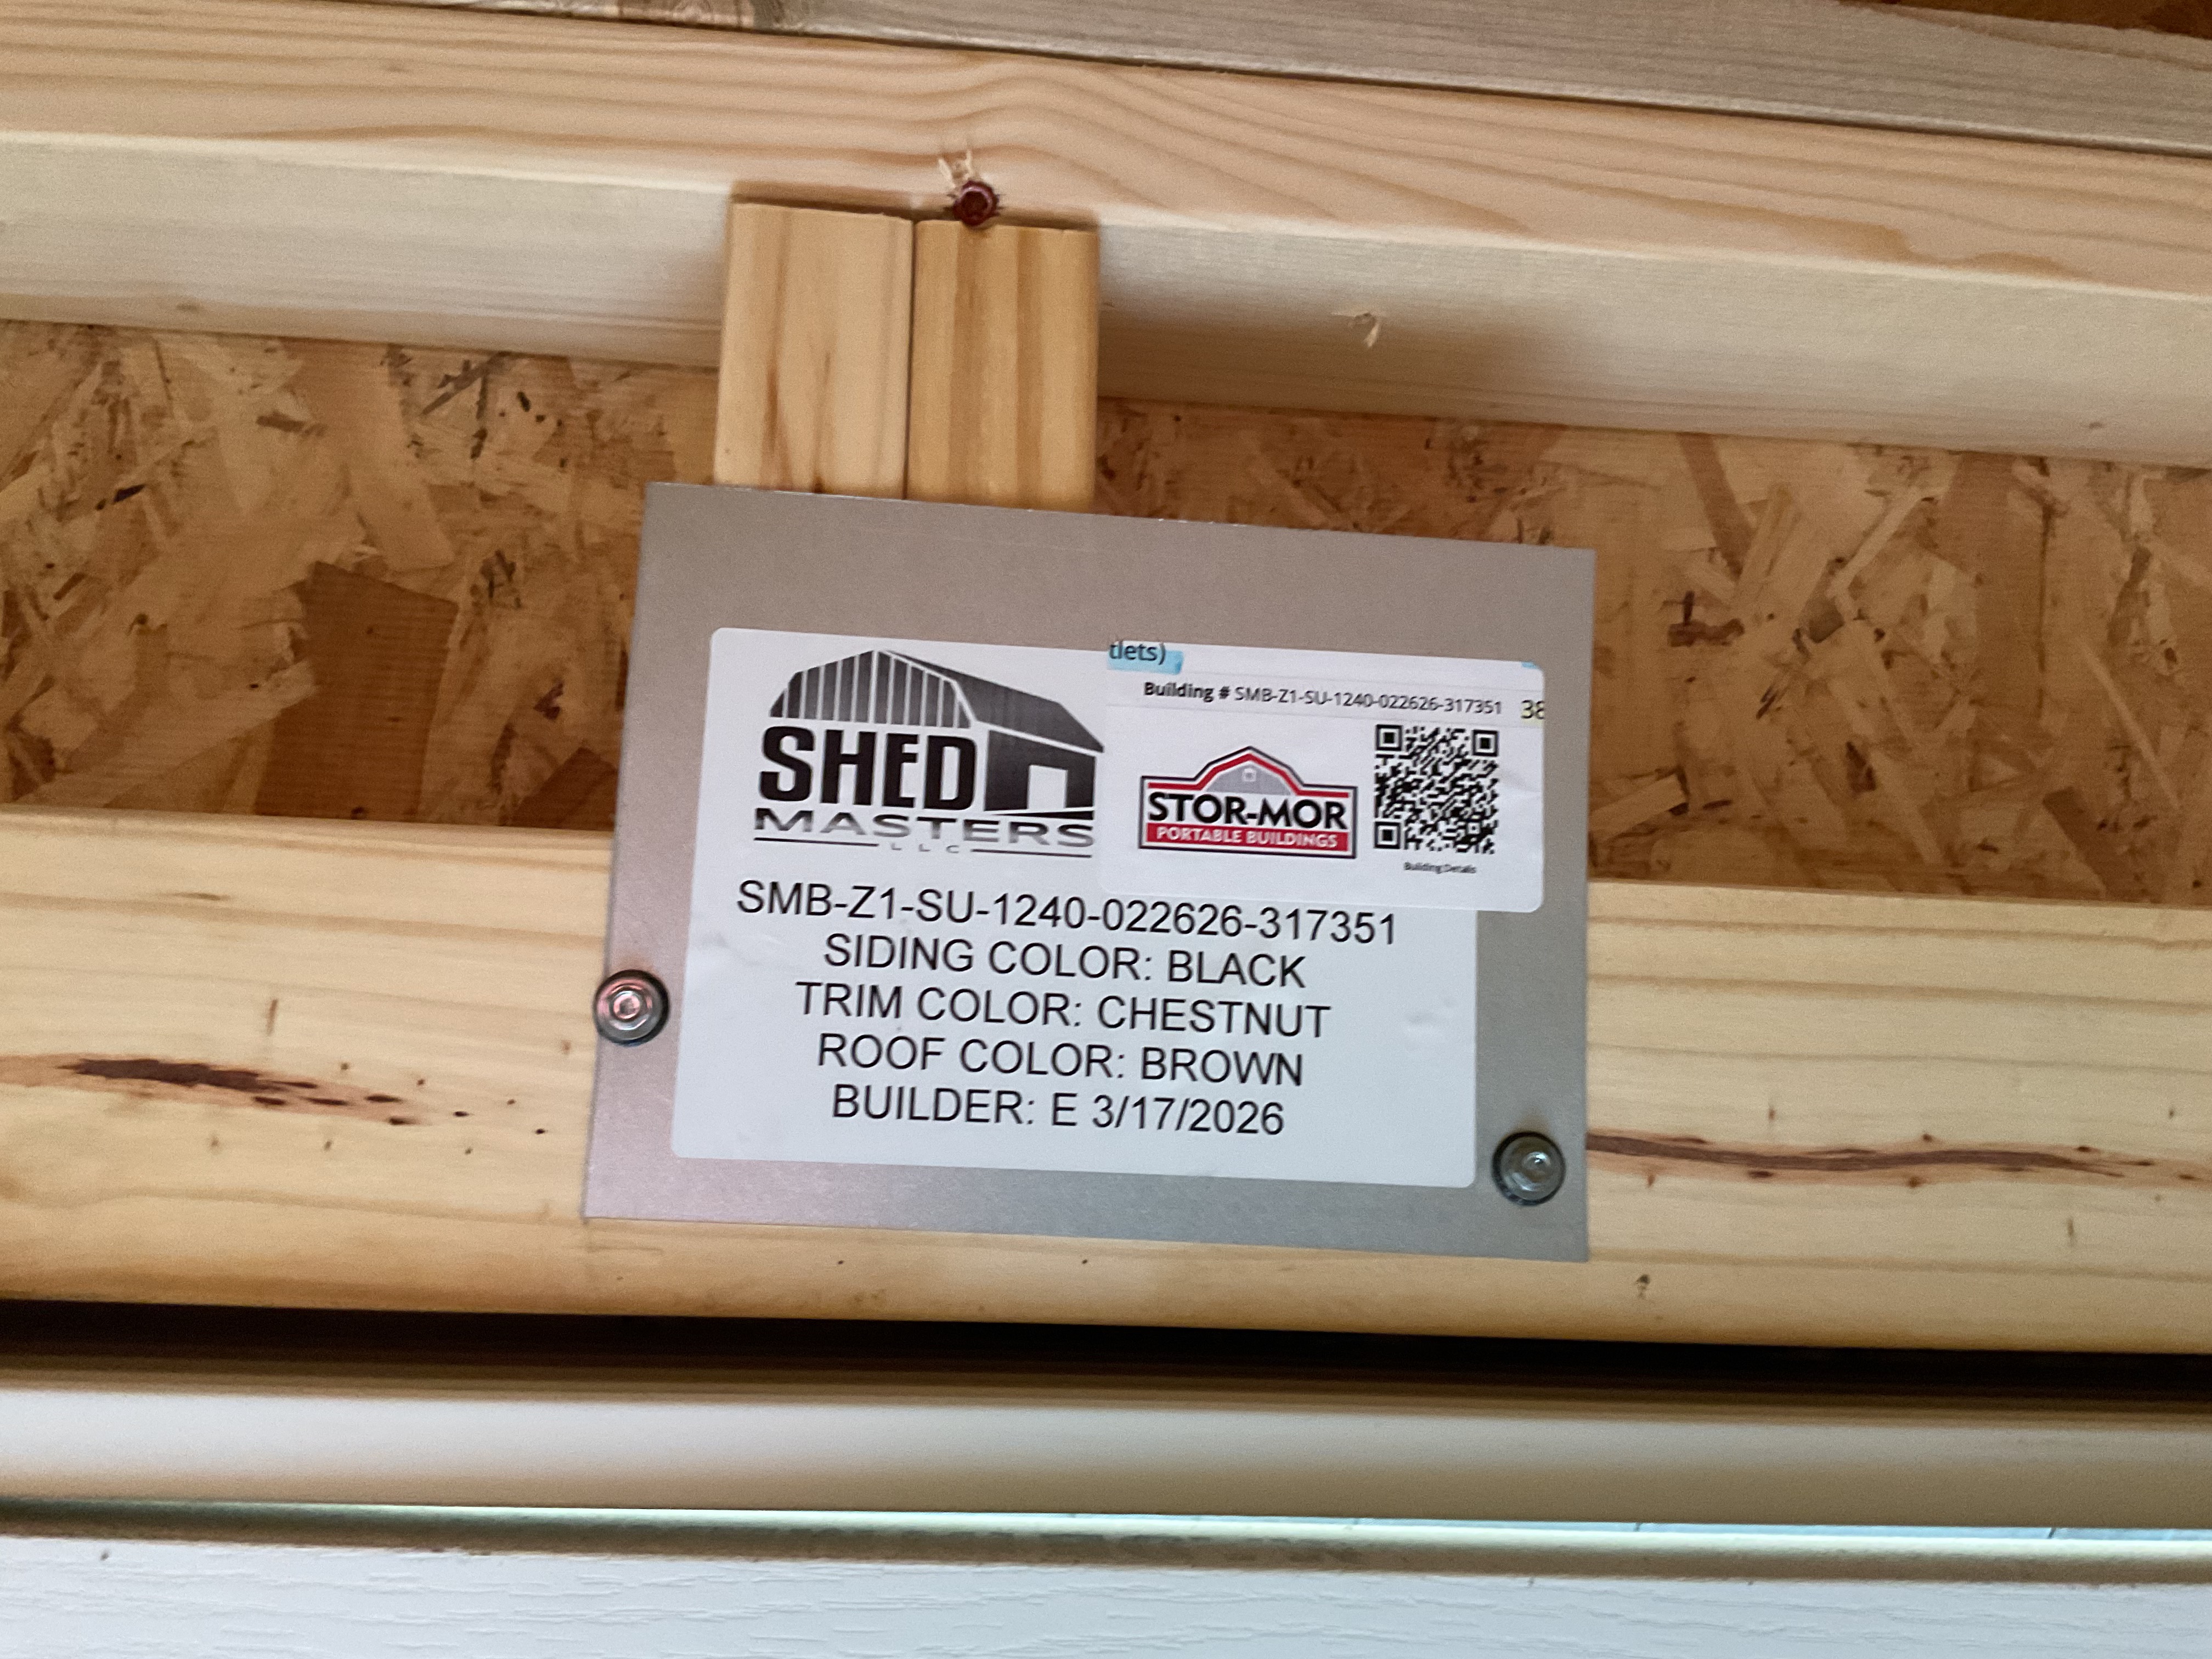 tlets)
Building # SMB-Z1-SU-1240-022626-317351 38
SHED
MASTERS
LLC
STOR-MOR
PORTABLE BUILDINGS
Building Details
SMB-Z1-SU-1240-022626-317351
SIDING COLOR: BLACK
TRIM COLOR: CHESTNUT
ROOF COLOR: BROWN
BUILDER: E 3/17/2026